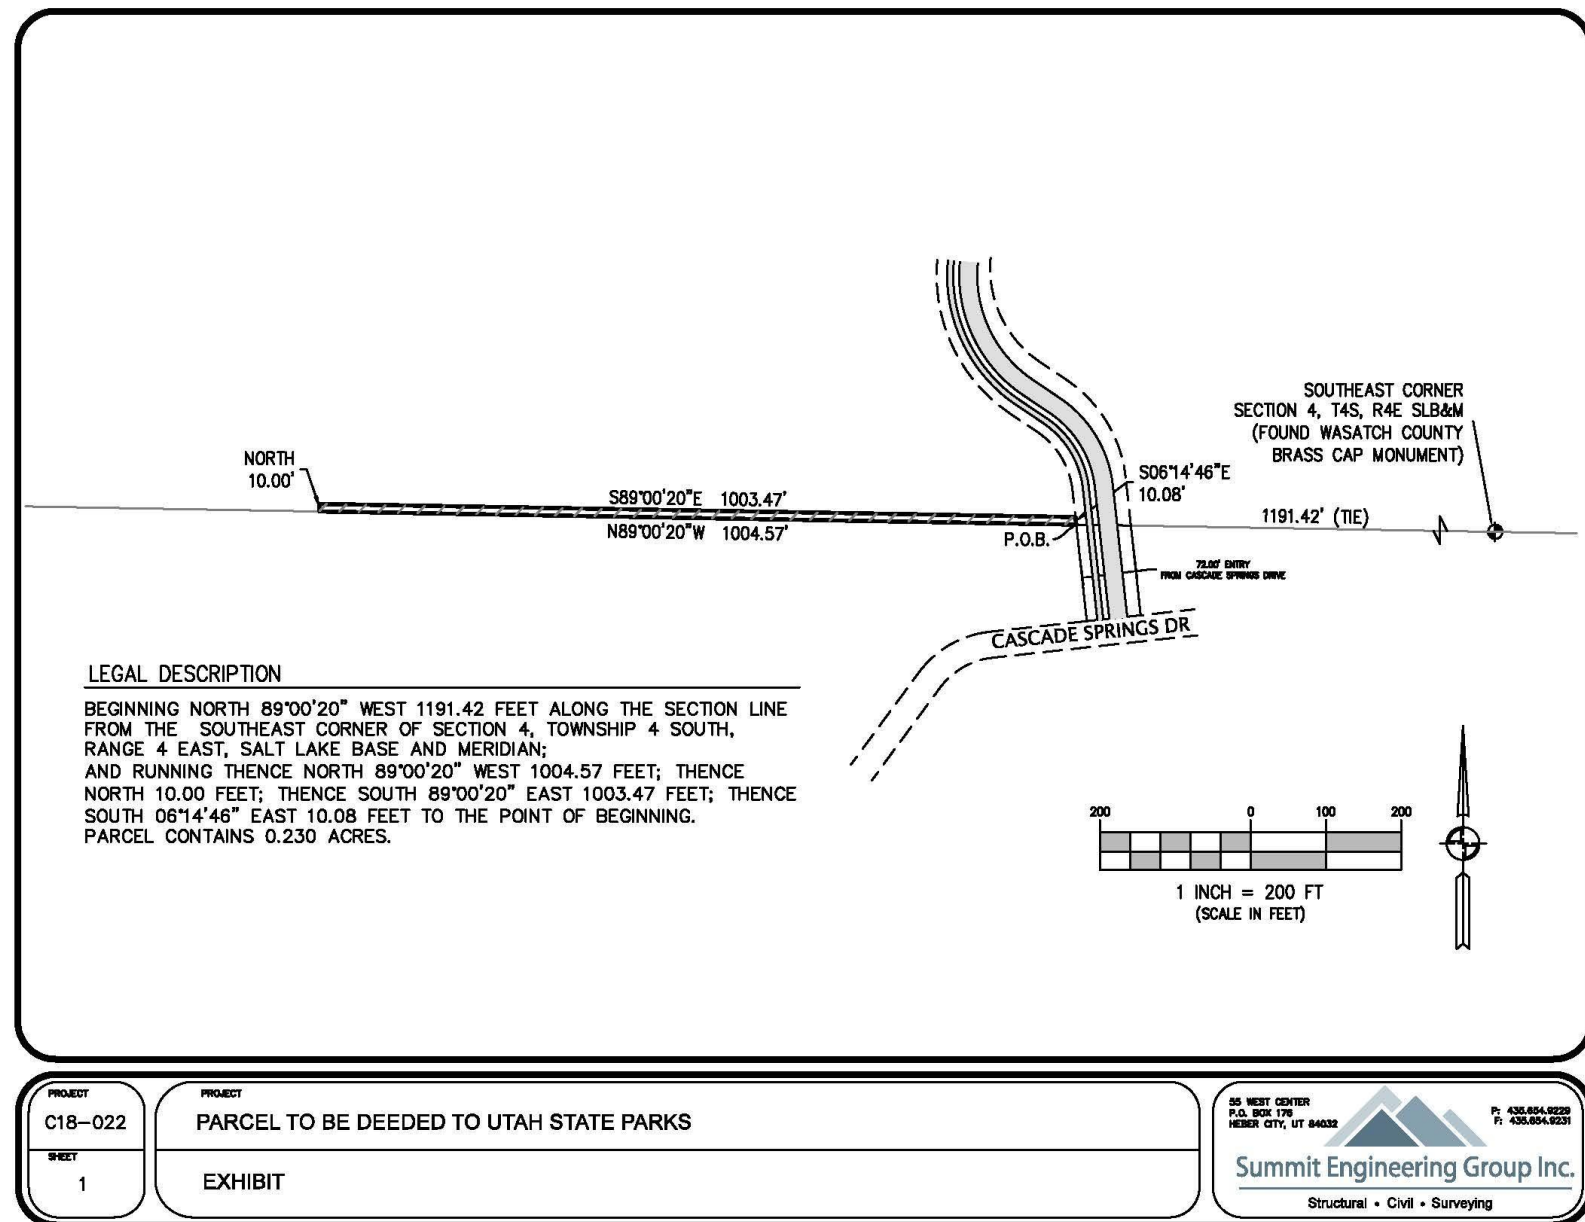 SOUTHEAST CORNER
SECTION 4, T4S, R4E SLB&M
(FOUND WASATCH COUNTY
BRASS CAP MONUMENT)
NORTH
10.00'
S06°14'46"E
10.08'
S89°00'20"E 1003.47'
N89°00'20"W 1004.57'
P.O.B.
1191.42' (TIE)
72.00' ENTRY
FROM CASCADE SPRINGS DRIVE
CASCADE SPRINGS DR
LEGAL DESCRIPTION
BEGINNING NORTH 89°00'20" WEST 1191.42 FEET ALONG THE SECTION LINE
FROM THE SOUTHEAST CORNER OF SECTION 4, TOWNSHIP 4 SOUTH,
RANGE 4 EAST, SALT LAKE BASE AND MERIDIAN;
AND RUNNING THENCE NORTH 89°00'20" WEST 1004.57 FEET; THENCE
NORTH 10.00 FEET; THENCE SOUTH 89°00'20" EAST 1003.47 FEET; THENCE
SOUTH 06°14'46" EAST 10.08 FEET TO THE POINT OF BEGINNING.
PARCEL CONTAINS 0.230 ACRES.
200 0 100 200
1 INCH = 200 FT
(SCALE IN FEET)
PROJECT
C18-022
SHEET
1
PROJECT
PARCEL TO BE DEEDED TO UTAH STATE PARKS
EXHIBIT
55 WEST CENTER
P.O. BOX 176
HEBER CITY, UT 84032
P: 435.654.9229
F: 435.654.9231
Summit Engineering Group Inc.
Structural • Civil • Surveying